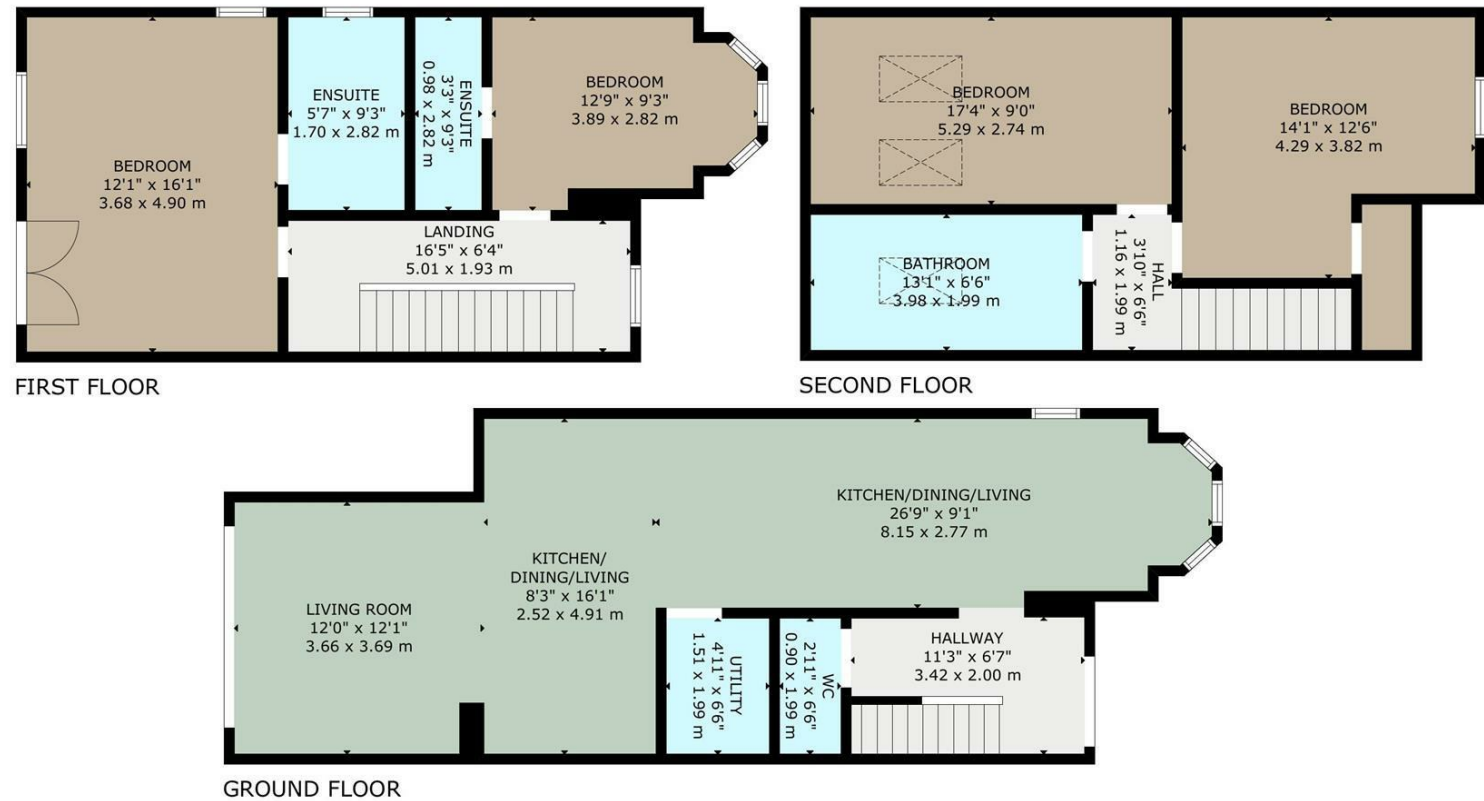 BEDROOM
12'1" x 16'1"
3.68 x 4.90 m
ENSUITE
5'7" x 9'3"
1.70 x 2.82 m
ENSUITE
3'3" x 9'3"
0.98 x 2.82 m
BEDROOM
12'9" x 9'3"
3.89 x 2.82 m
LANDING
16'5" x 6'4"
5.01 x 1.93 m
FIRST FLOOR
BEDROOM
17'4" x 9'0"
5.29 x 2.74 m
BEDROOM
14'1" x 12'6"
4.29 x 3.82 m
BATHROOM
13'1" x 6'6"
3.98 x 1.99 m
HALL
3'10" x 6'6"
1.16 x 1.99 m
SECOND FLOOR
LIVING ROOM
12'0" x 12'1"
3.66 x 3.69 m
KITCHEN/
DINING/LIVING
8'3" x 16'1"
2.52 x 4.91 m
KITCHEN/DINING/LIVING
26'9" x 9'1"
8.15 x 2.77 m
UTILITY
4'11" x 6'6"
1.51 x 1.99 m
WC
2'11" x 6'6"
0.90 x 1.99 m
HALLWAY
11'3" x 6'7"
3.42 x 2.00 m
GROUND FLOOR